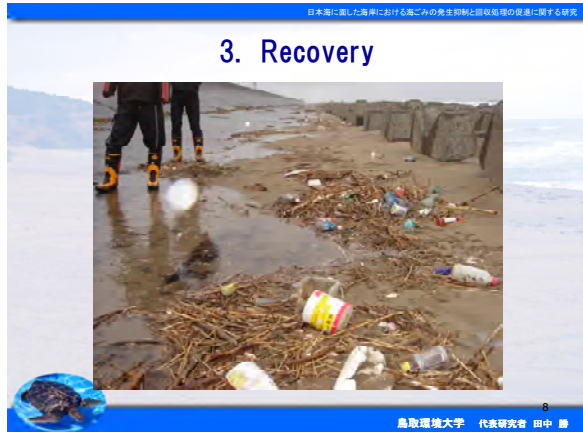 日本海に面した海岸における海ごみの発生抑制と回収処理の促進に関する研究
3. Recovery
8
鳥取環境大学 代表研究者 田中 勝